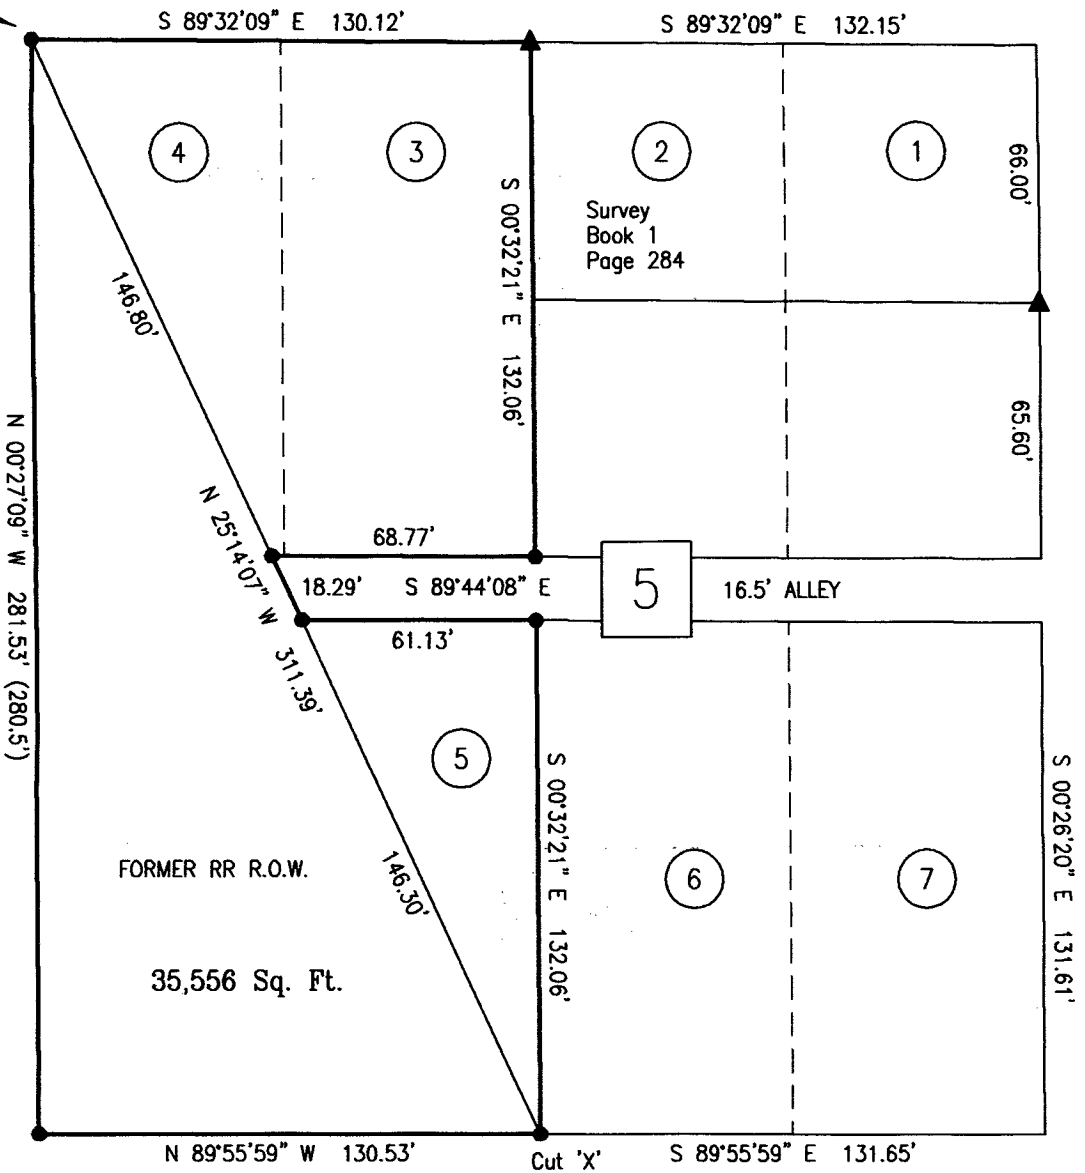 S 89°32'09" E 130.12'
S 89°32'09" E 132.15'
4
3
2
1
Survey
Book 1
Page 284
66.00'
S 00°32'21" E 132.06'
146.80'
65.60'
N 00°27'09" W 281.53' (280.5')
N 25°14'07" W 311.39'
68.77'
18.29'
S 89°44'08" E
5
16.5' ALLEY
61.13'
5
S 00°32'21" E 132.06'
S 00°26'20" E 131.61'
146.30'
FORMER RR R.O.W.
6
7
35,556 Sq. Ft.
N 89°55'59" W 130.53'
Cut 'X'
S 89°55'59" E 131.65'